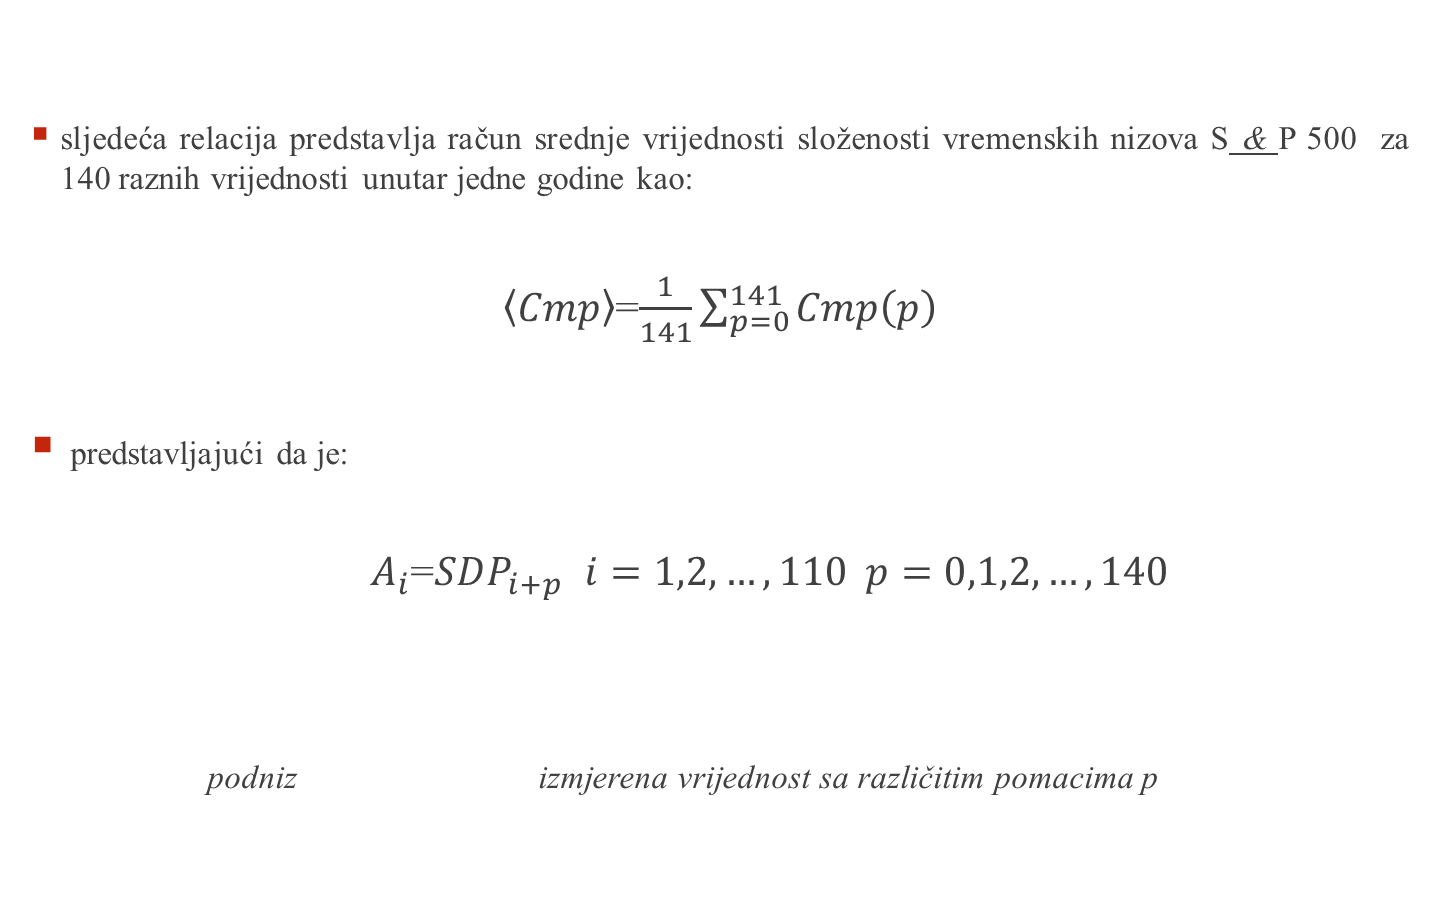 ▪ sljedeća relacija predstavlja račun srednje vrijednosti složenosti vremenskih nizova S & P 500 za
140 raznih vrijednosti unutar jedne godine kao:
⟨Cmp⟩=\frac{1}{141}∑_{p=0}^{141} Cmp(p)
▪ predstavljajući da je:
A_i=SDP_{i+p} i = 1,2, … , 110 p = 0,1,2, … , 140
podniz izmjerena vrijednost sa različitim pomacima p